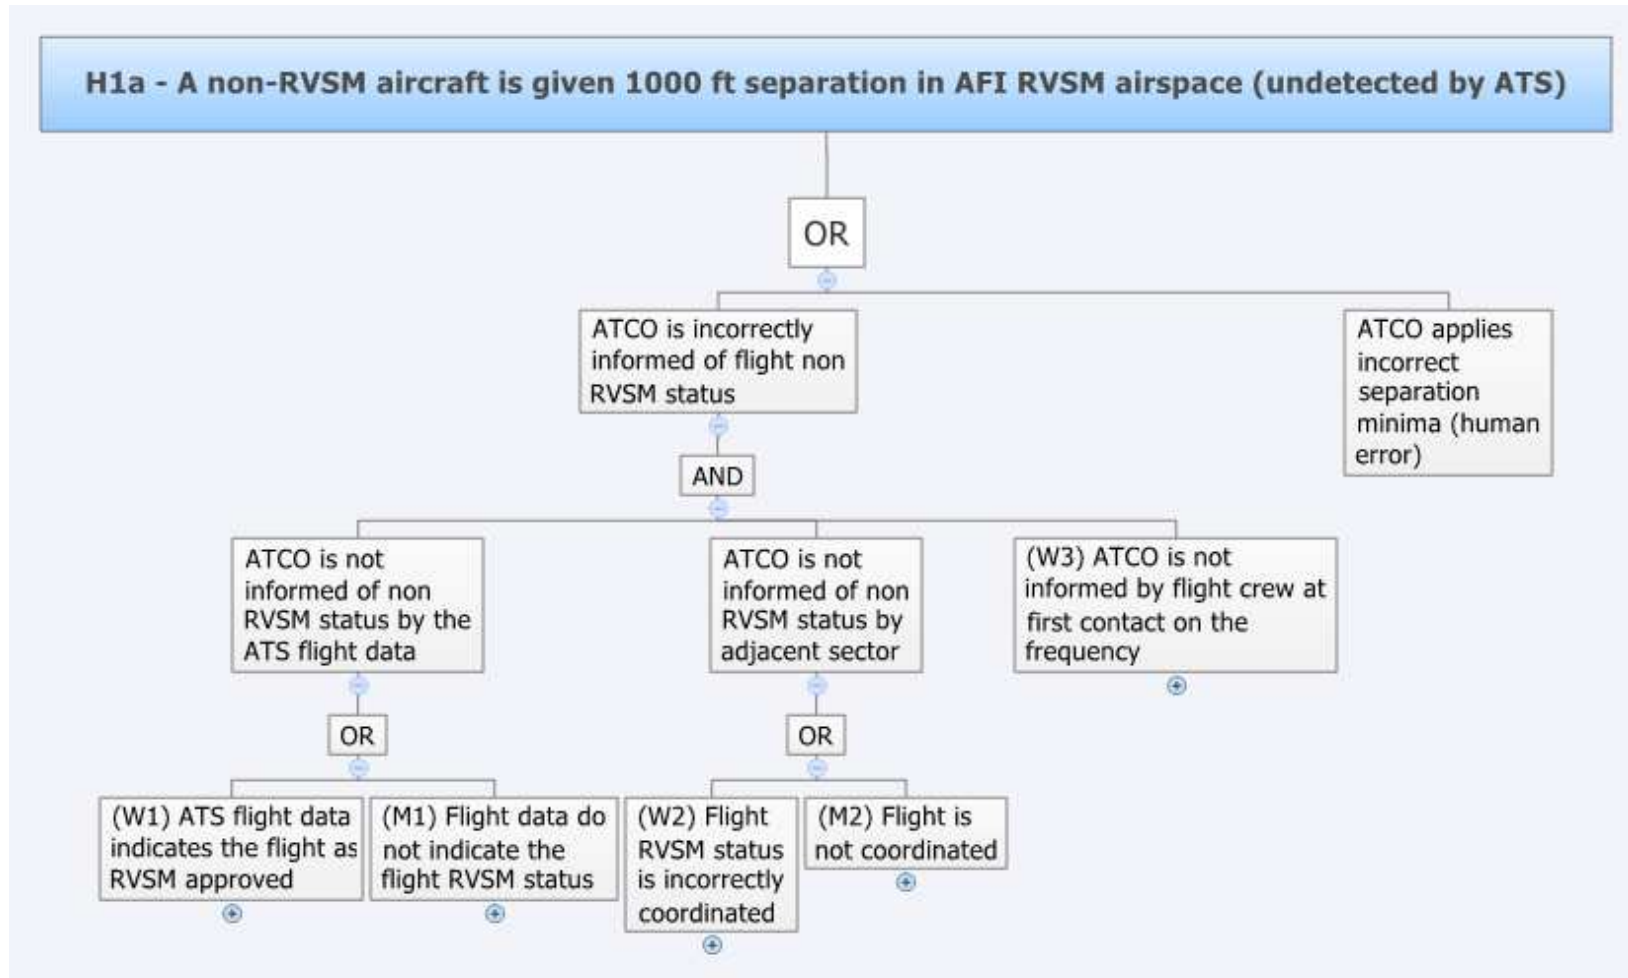 H1a - A non-RVSM aircraft is given 1000 ft separation in AFI RVSM airspace (undetected by ATS)
OR
ATCO is incorrectly
informed of flight non
RVSM status
ATCO applies
incorrect
separation
minima (human
error)
AND
ATCO is not
informed of non
RVSM status by the
ATS flight data
ATCO is not
informed of non
RVSM status by
adjacent sector
(W3) ATCO is not
informed by flight crew at
first contact on the
frequency
OR
OR
(W1) ATS flight data
indicates the flight as
RVSM approved
(M1) Flight data do
not indicate the
flight RVSM status
(W2) Flight
RVSM status
is incorrectly
coordinated
(M2) Flight is
not coordinated